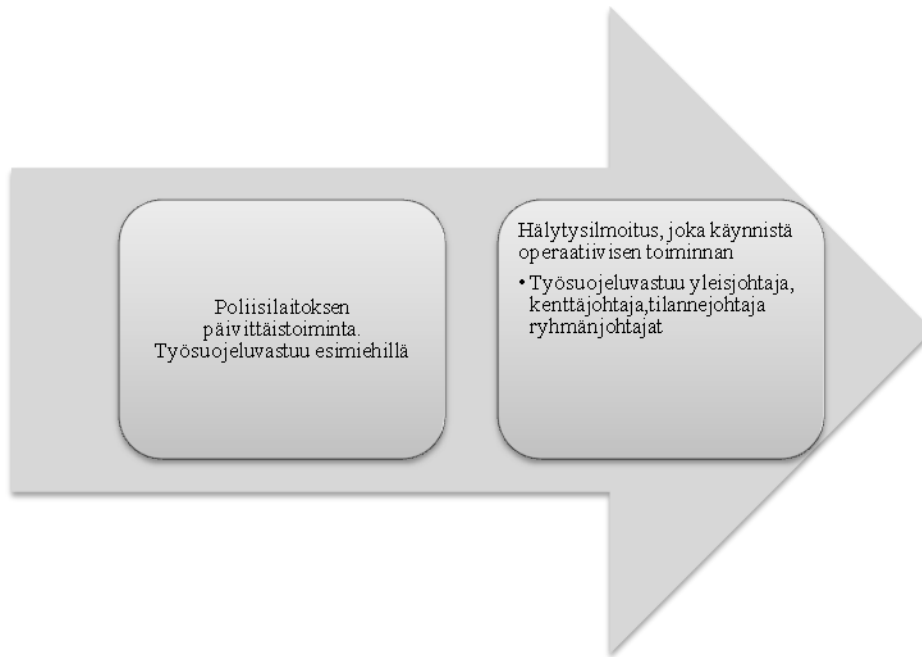 Poliisilaitoksen
päivittäistoiminta.
Työsuojeluvastuu esimiehillä
Hälytysilmoitus, joka käynnistä
operaatiivisen toiminnan
• Työsuojeluvastuu yleisjohtaja,
kenttäjohtaja,tilannejohtaja
ryhmänjohtajat